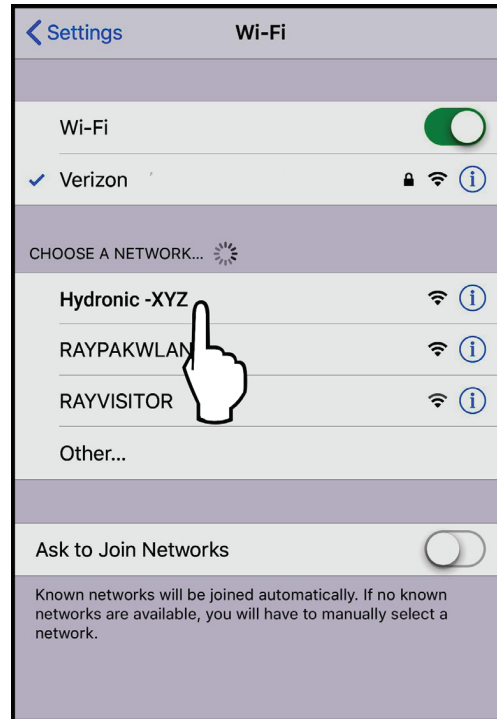 Settings Wi-Fi
Wi-Fi
Verizon
CHOOSE A NETWORK...
Hydronic -XYZ
RAYPAKWLAN
RAYVISITOR
Other...
Ask to Join Networks
Known networks will be joined automatically. If no known
networks are available, you will have to manually select a
network.